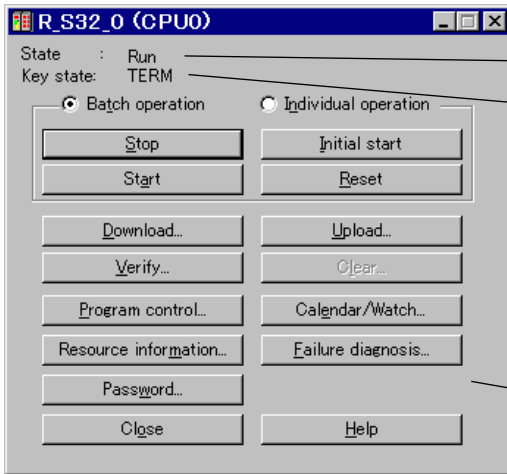 R_S32_0 (CPU0)
State : Run
Key state: TERM
Batch operation Individual operation
Stop Initial start
Start Reset
Download... Upload...
Verify... Clear...
Program control... Calendar/Watch...
Resource information... Failure diagnosis...
Password...
Close Help